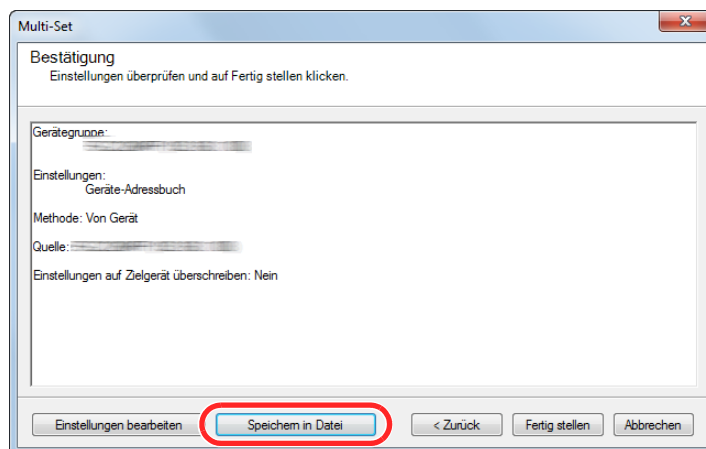 Multi-Set
Bestätigung
Einstellungen überprüfen und auf Fertig stellen klicken.
Gerätegruppe:
Einstellungen:
Geräte-Adressbuch
Methode: Von Gerät
Quelle:
Einstellungen auf Zielgerät überschreiben: Nein
Einstellungen bearbeiten
Speichern in Datei
< Zurück
Fertig stellen
Abbrechen